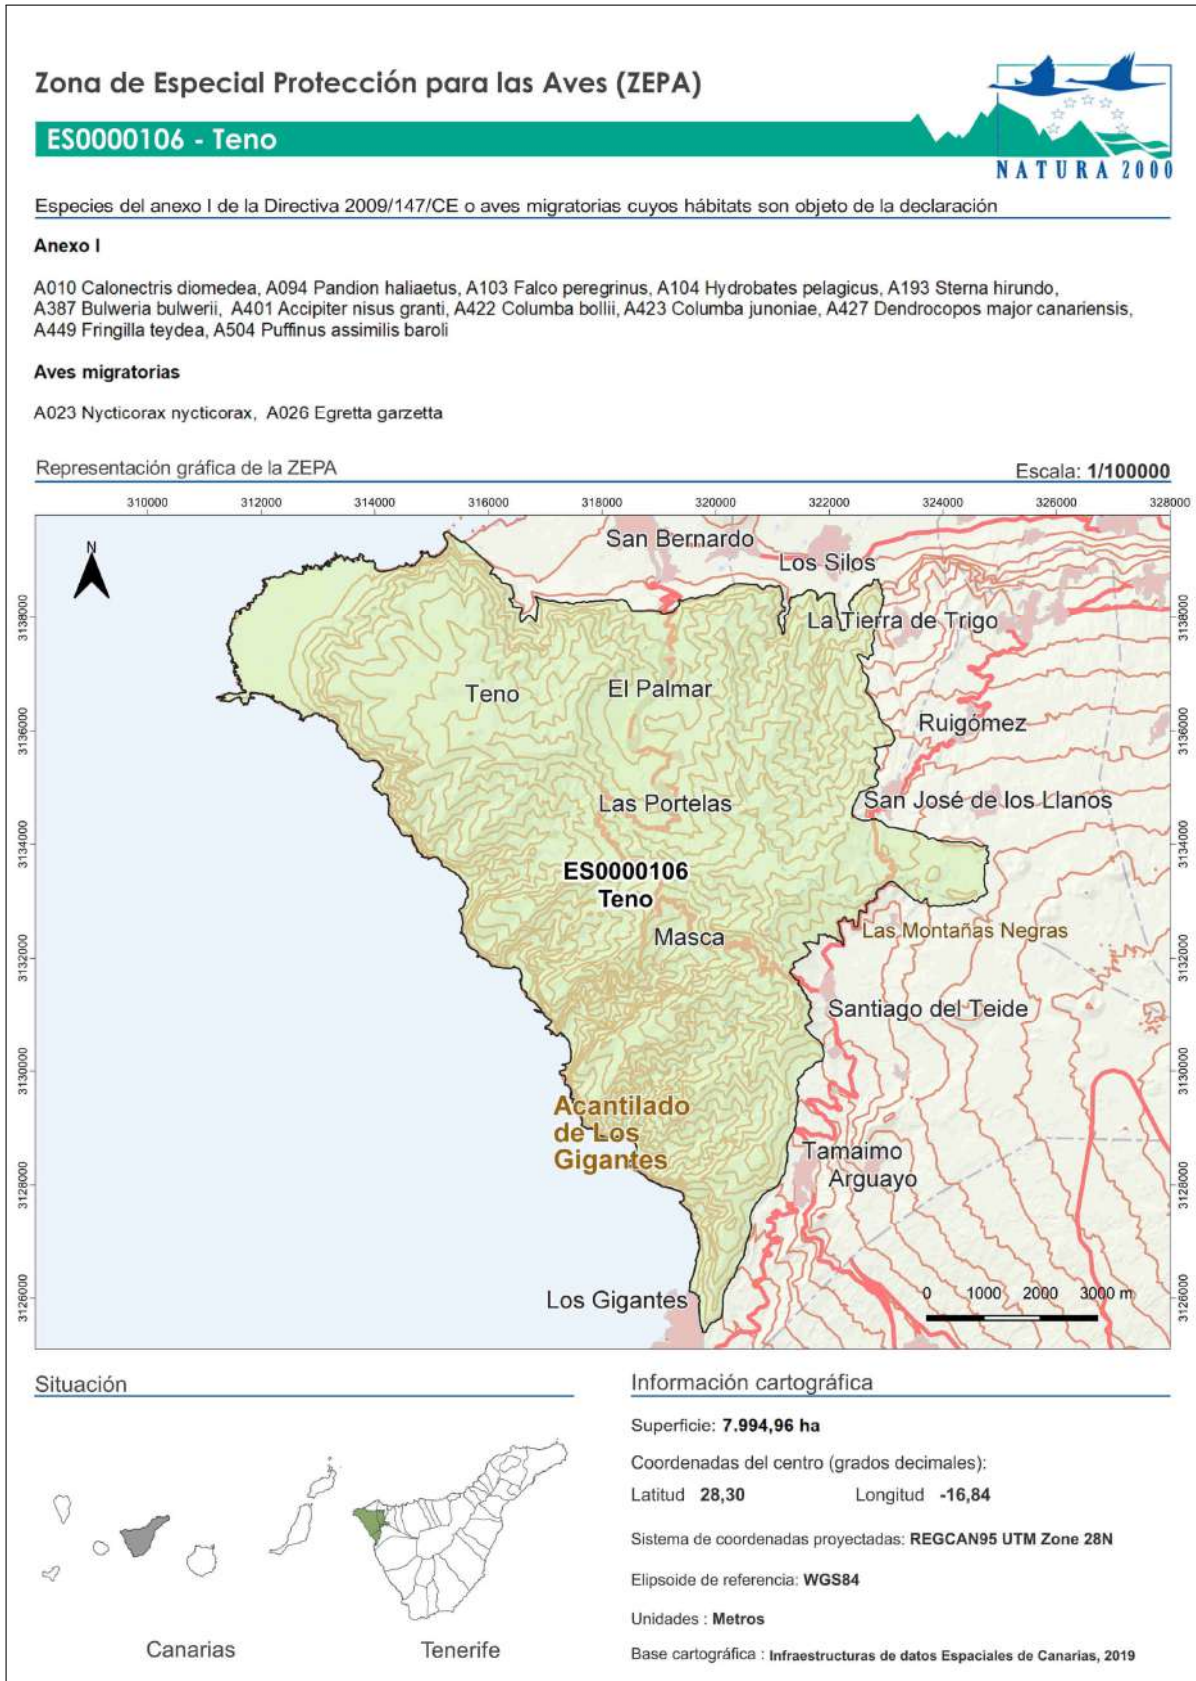 Zona de Especial Protección para las Aves (ZEPA)
ES0000106 - Teno
NATURA 2000
Especies del anexo I de la Directiva 2009/147/CE o aves migratorias cuyos hábitats son objeto de la declaración
Anexo I
A010 Calonectris diomedea, A094 Pandion haliaetus, A103 Falco peregrinus, A104 Hydrobates pelagicus, A193 Sterna hirundo,
A387 Bulweria bulwerii, A401 Accipiter nisus granti, A422 Columba bollii, A423 Columba junoniae, A427 Dendrocopos major canariensis,
A449 Fringilla teydea, A504 Puffinus assimilis baroli
Aves migratorias
A023 Nycticorax nycticorax, A026 Egretta garzetta
Representación gráfica de la ZEPA
Escala: 1/100000
310000 312000 314000 316000 318000 320000 322000 324000 326000 328000
N
San Bernardo
Los Silos
3138000
La Tierra de Trigo
3138000
Teno
El Palmar
Ruigómez
3136000
3136000
Las Portelas
San José de los Llanos
3134000
3134000
ES0000106
Teno
Masca
Las Montañas Negras
3132000
3132000
Santiago del Teide
3130000
3130000
Acantilado
de Los
Gigantes
Tamaimo
Arguayo
3128000
3128000
Los Gigantes
3126000
3126000
0 1000 2000 3000 m
Situación
Canarias
Tenerife
Información cartográfica
Superficie: 7.994,96 ha
Coordenadas del centro (grados decimales):
Latitud 28,30 Longitud -16,84
Sistema de coordenadas proyectadas: REGCAN95 UTM Zone 28N
Elipsoide de referencia: WGS84
Unidades : Metros
Base cartográfica : Infraestructuras de datos Espaciales de Canarias, 2019